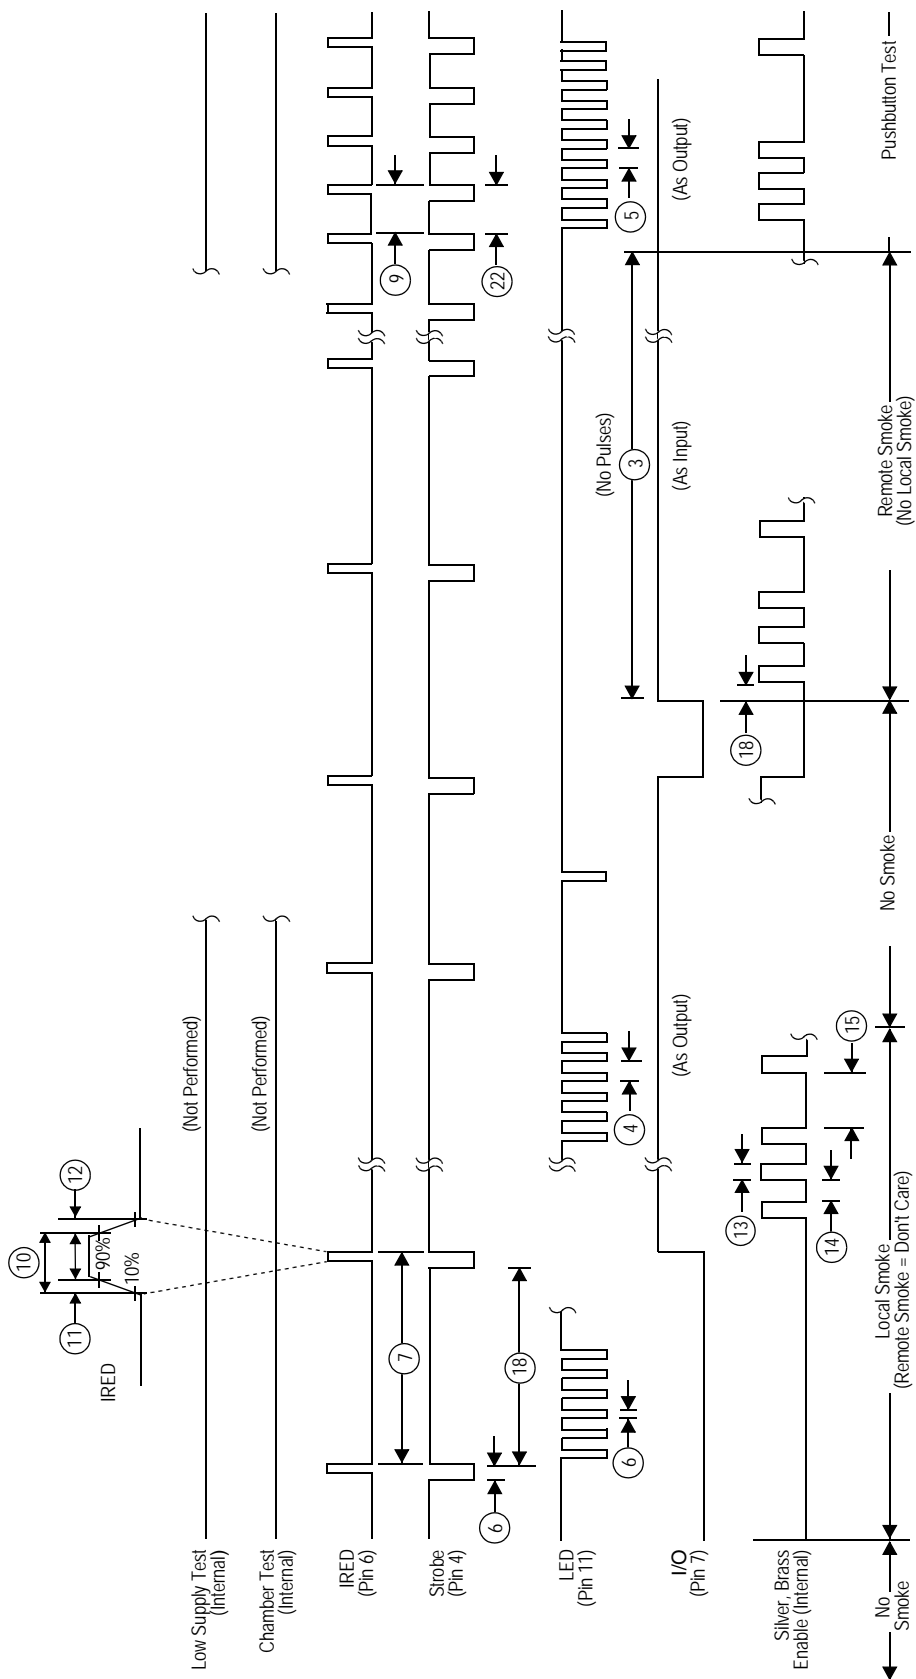 IRED
11
10
12
90%
10%
Low Supply Test
(Internal)
(Not Performed)
Chamber Test
(Internal)
(Not Performed)
IRED
(Pin 6)
7
9
Strobe
(Pin 4)
6
18
22
LED
(Pin 11)
6
4
(No Pulses)
3
5
I/O
(Pin 7)
(As Output)
(As Input)
(As Output)
18
Silver, Brass
Enable (Internal)
13
14
15
No
Smoke
Local Smoke
(Remote Smoke = Don't Care)
No Smoke
Remote Smoke
(No Local Smoke)
Pushbutton Test